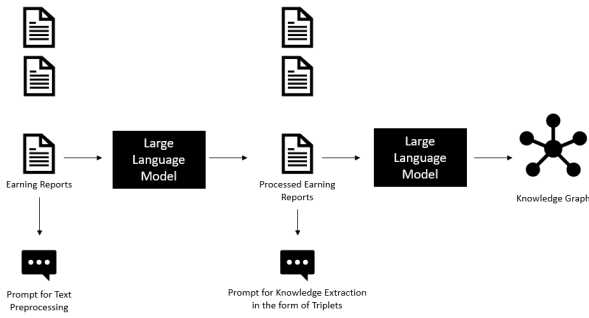 Large
Language
Model
Large
Language
Model
Earning Reports
Processed Earning
Reports
Knowledge Graph
Prompt for Text
Preprocessing
Prompt for Knowledge Extraction
in the form of Triplets